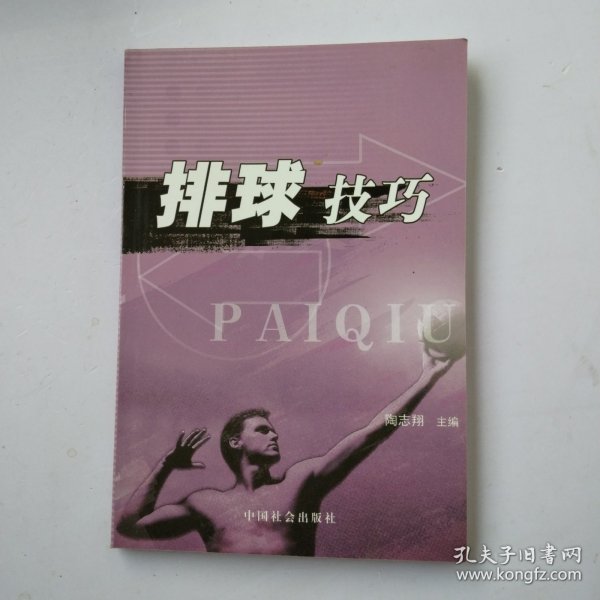 排球 技巧
PAIQIU
陶志翔 主编
中国社会出版社
孔夫子旧书网
www.kongfz.com